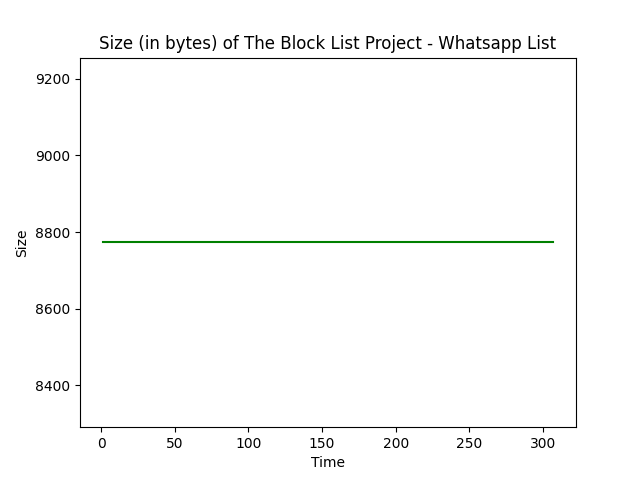 Size (in bytes) of The Block List Project - Whatsapp List
9200
9000
8800
8600
8400
Size
0 50 100 150 200 250 300
Time